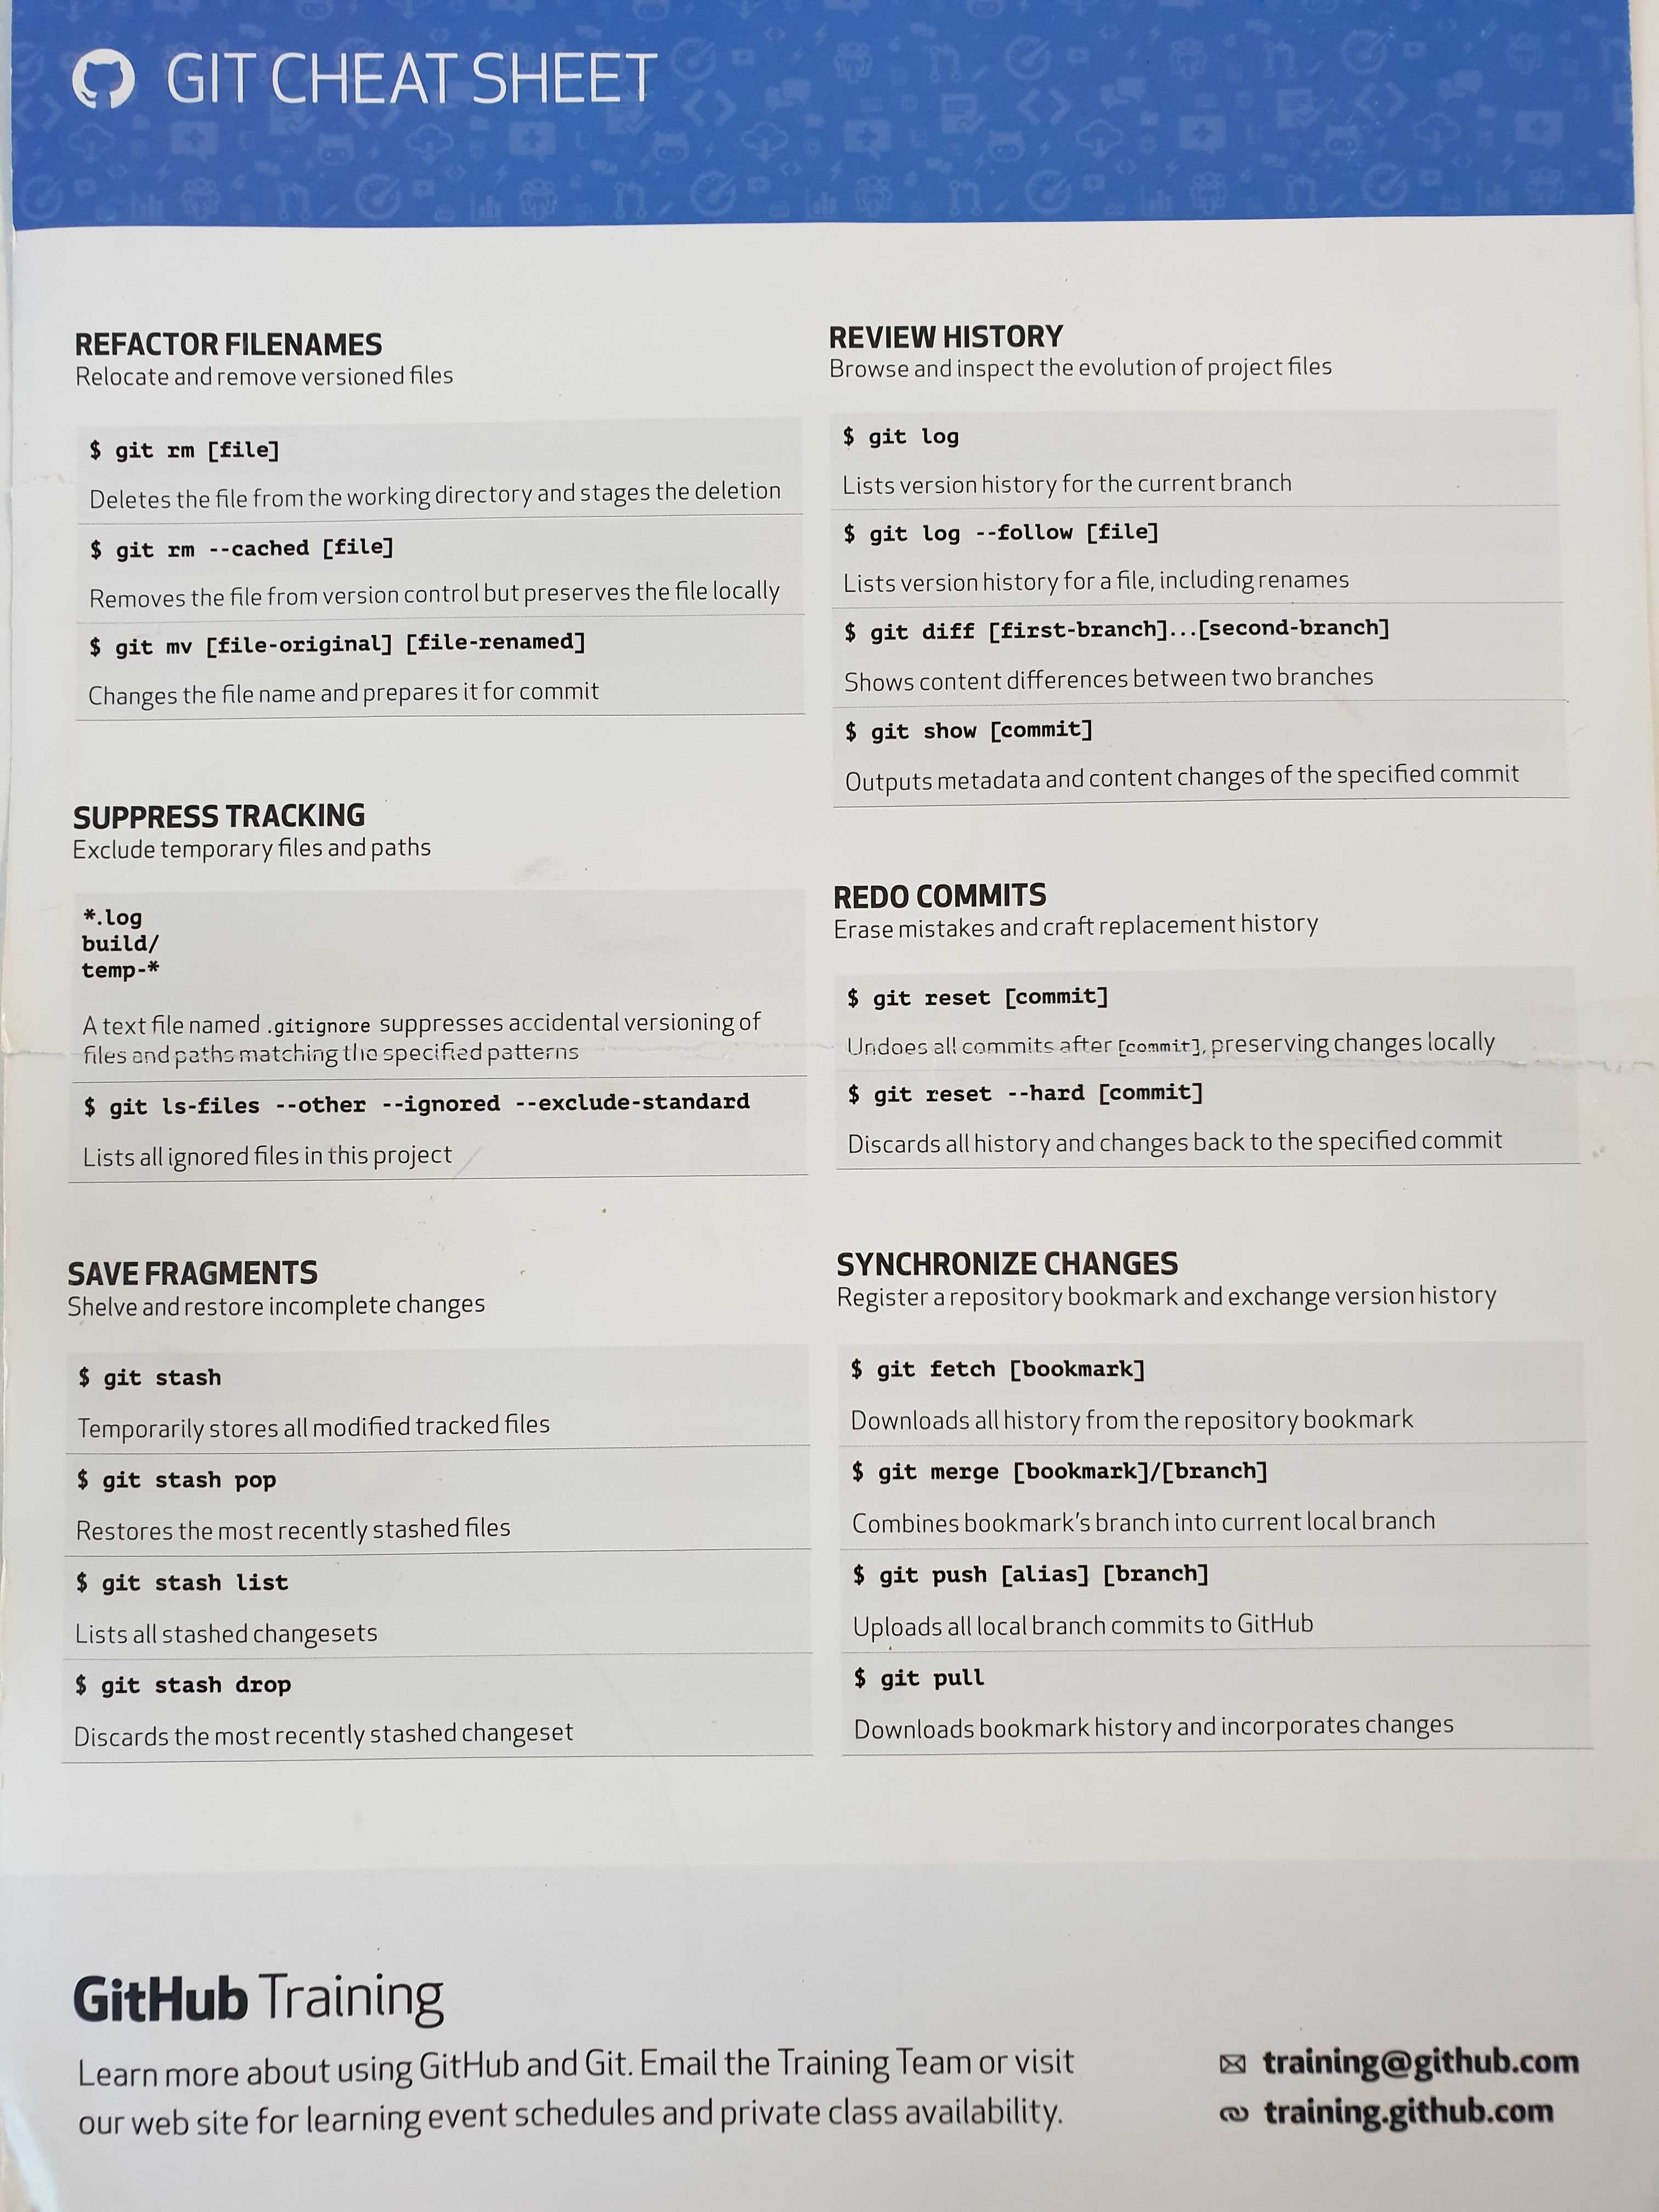 GIT CHEAT SHEET
REFACTOR FILENAMES
Relocate and remove versioned files
$ git rm [file]
Deletes the file from the working directory and stages the deletion
$ git rm --cached [file]
Removes the file from version control but preserves the file locally
$ git mv [file-original] [file-renamed]
Changes the file name and prepares it for commit
SUPPRESS TRACKING
Exclude temporary files and paths
*.log
build/
temp-*
A text file named .gitignore suppresses accidental versioning of
files and paths matching the specified patterns
$ git ls-files --other --ignored --exclude-standard
Lists all ignored files in this project
SAVE FRAGMENTS
Shelve and restore incomplete changes
$ git stash
Temporarily stores all modified tracked files
$ git stash pop
Restores the most recently stashed files
$ git stash list
Lists all stashed changesets
$ git stash drop
Discards the most recently stashed changeset
REVIEW HISTORY
Browse and inspect the evolution of project files
$ git log
Lists version history for the current branch
$ git log --follow [file]
Lists version history for a file, including renames
$ git diff [first-branch]...[second-branch]
Shows content differences between two branches
$ git show [commit]
Outputs metadata and content changes of the specified commit
REDO COMMITS
Erase mistakes and craft replacement history
$ git reset [commit]
Undoes all commits after [commit], preserving changes locally
$ git reset --hard [commit]
Discards all history and changes back to the specified commit
SYNCHRONIZE CHANGES
Register a repository bookmark and exchange version history
$ git fetch [bookmark]
Downloads all history from the repository bookmark
$ git merge [bookmark]/[branch]
Combines bookmark's branch into current local branch
$ git push [alias] [branch]
Uploads all local branch commits to GitHub
$ git pull
Downloads bookmark history and incorporates changes
GitHub Training
Learn more about using GitHub and Git. Email the Training Team or visit
our web site for learning event schedules and private class availability.
training@github.com
training.github.com